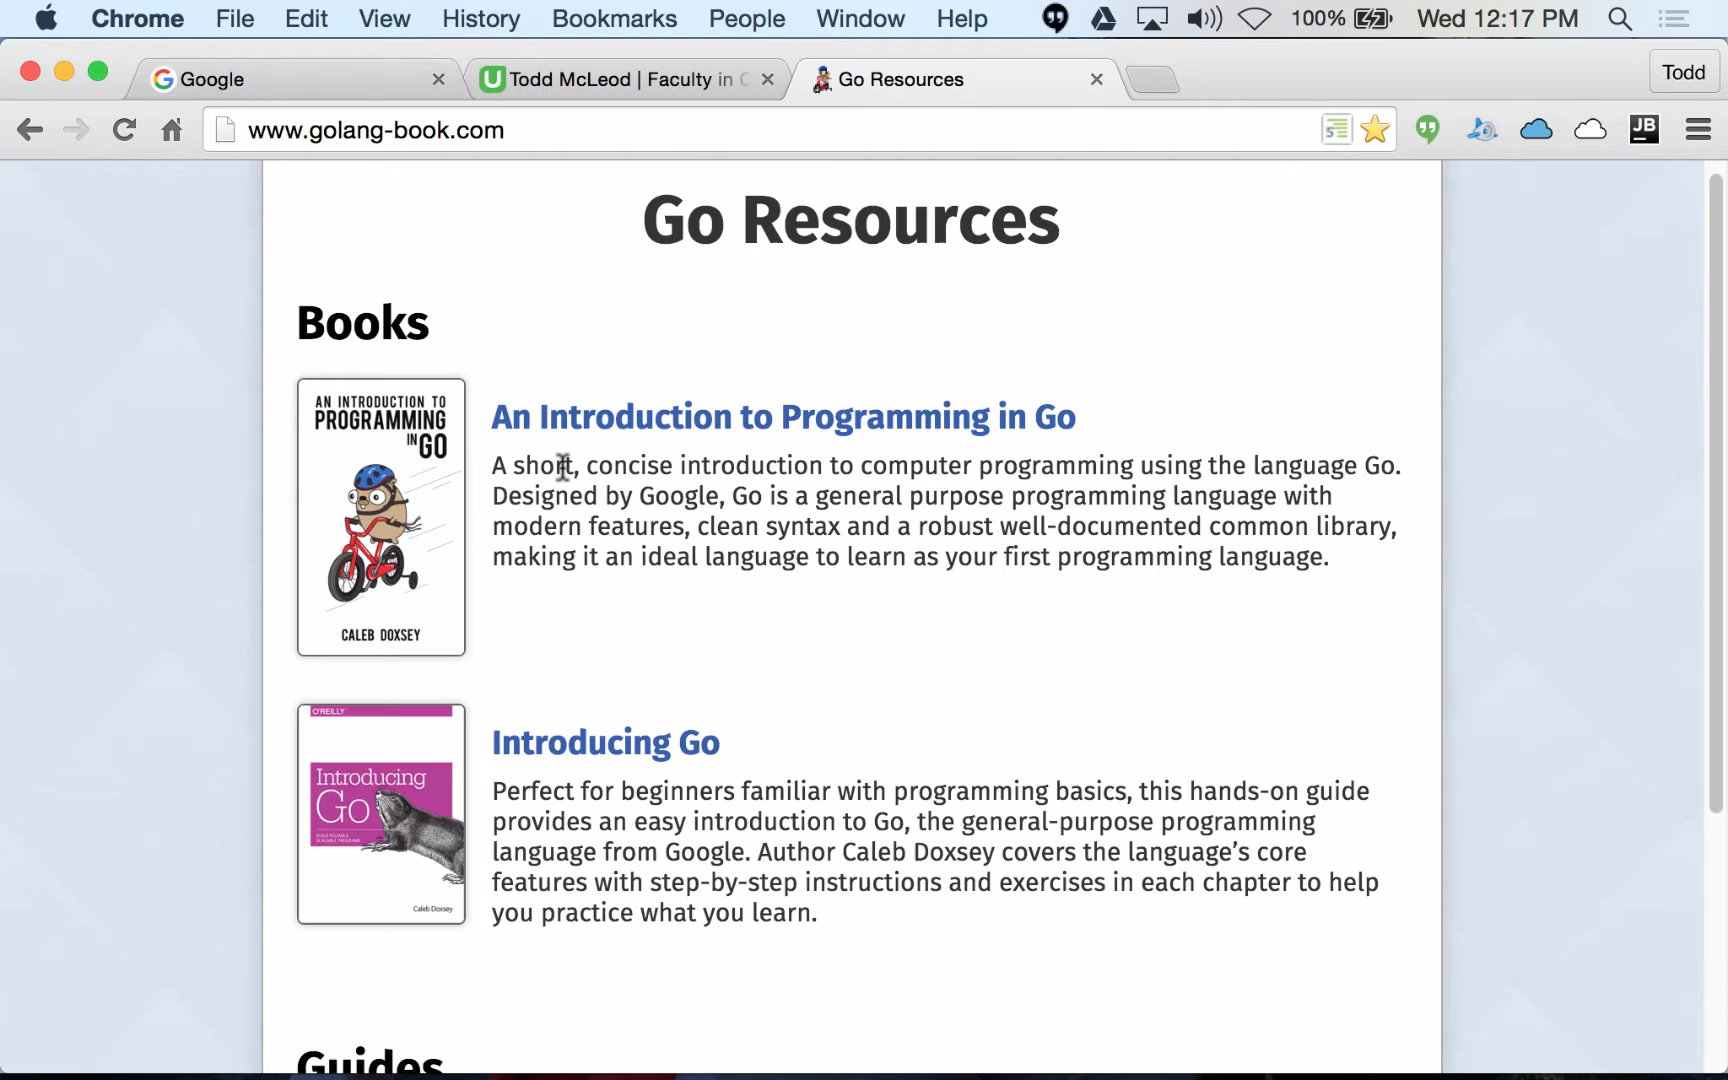 Chrome File Edit View History Bookmarks People Window Help 100% Wed 12:17 PM
Google Todd McLeod | Faculty in C Go Resources Todd
www.golang-book.com JB
Go Resources
Books
AN INTRODUCTION TO
PROGRAMMING
IN GO
CALEB DOXSEY
An Introduction to Programming in Go
A short, concise introduction to computer programming using the language Go.
Designed by Google, Go is a general purpose programming language with
modern features, clean syntax and a robust well-documented common library,
making it an ideal language to learn as your first programming language.
O'REILLY
Introducing
Go
BUILD RELIABLE,
SCALABLE PROGRAMS
Caleb Doxsey
Introducing Go
Perfect for beginners familiar with programming basics, this hands-on guide
provides an easy introduction to Go, the general-purpose programming
language from Google. Author Caleb Doxsey covers the language’s core
features with step-by-step instructions and exercises in each chapter to help
you practice what you learn.
Guides